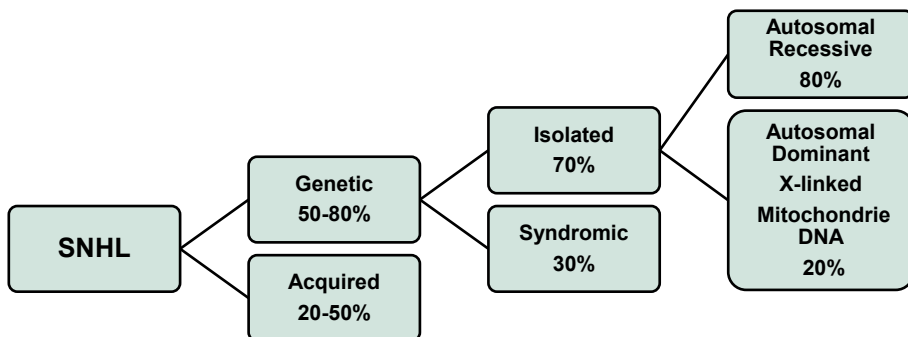 SNHL
Genetic
50-80%
Acquired
20-50%
Isolated
70%
Syndromic
30%
Autosomal
Recessive
80%
Autosomal
Dominant
X-linked
Mitochondrie
DNA
20%